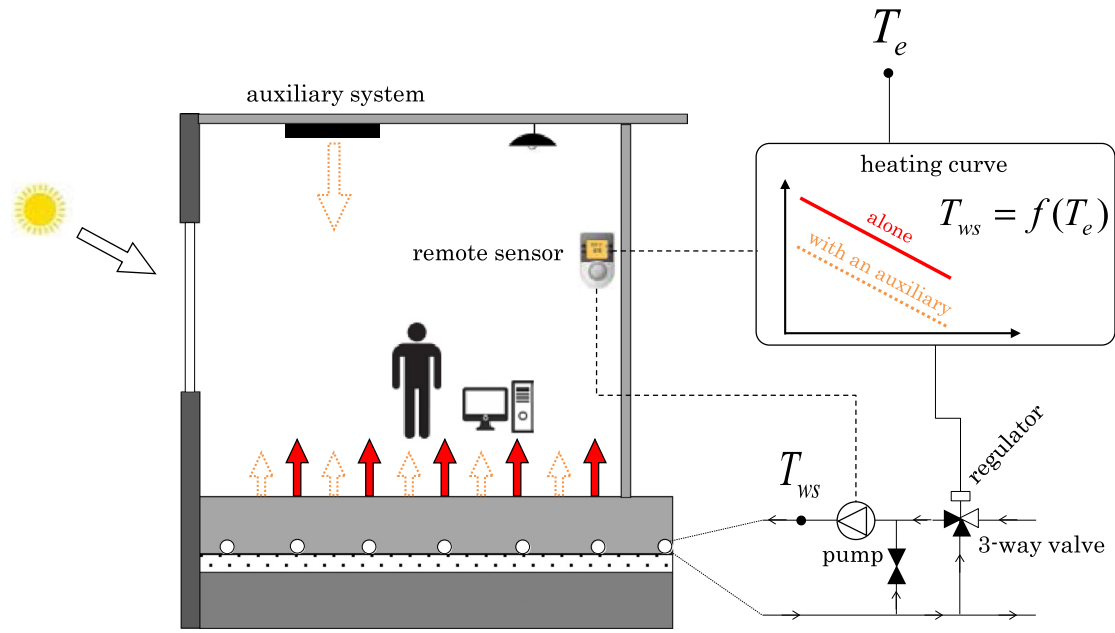 T_e
auxiliary system
heating curve
T_ws = f(T_e)
alone
with an auxiliary
remote sensor
regulator
T_ws
pump
3-way valve